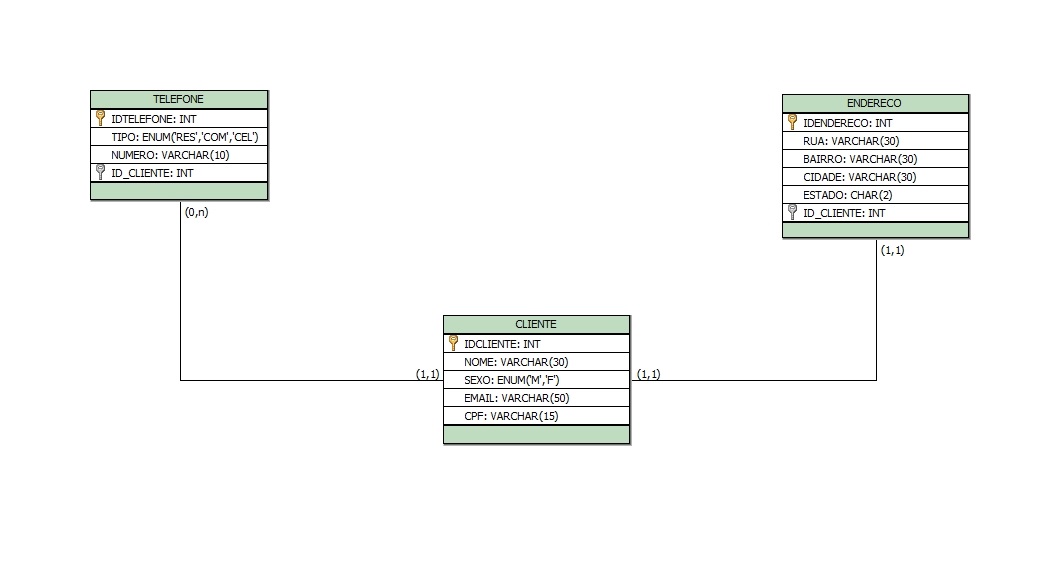 TELEFONE
IDTELEFONE: INT
TIPO: ENUM('RES','COM','CEL')
NUMERO: VARCHAR(10)
ID_CLIENTE: INT
(0,n)
ENDERECO
IDENDERECO: INT
RUA: VARCHAR(30)
BAIRRO: VARCHAR(30)
CIDADE: VARCHAR(30)
ESTADO: CHAR(2)
ID_CLIENTE: INT
(1,1)
CLIENTE
IDCLIENTE: INT
NOME: VARCHAR(30)
SEXO: ENUM('M','F')
EMAIL: VARCHAR(50)
CPF: VARCHAR(15)
(1,1)
(1,1)